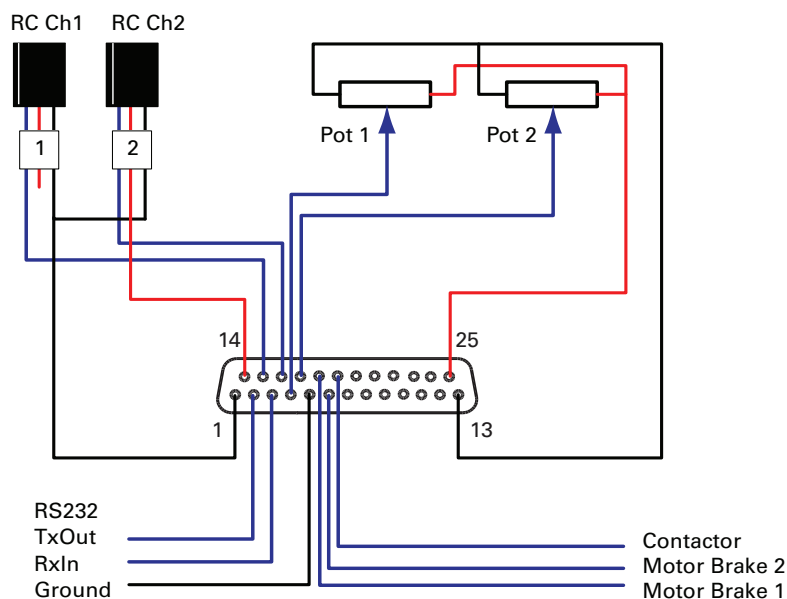 RC Ch1
RC Ch2
1
2
Pot 1
Pot 2
14
25
1
13
RS232
TxOut
RxIn
Ground
Contactor
Motor Brake 2
Motor Brake 1